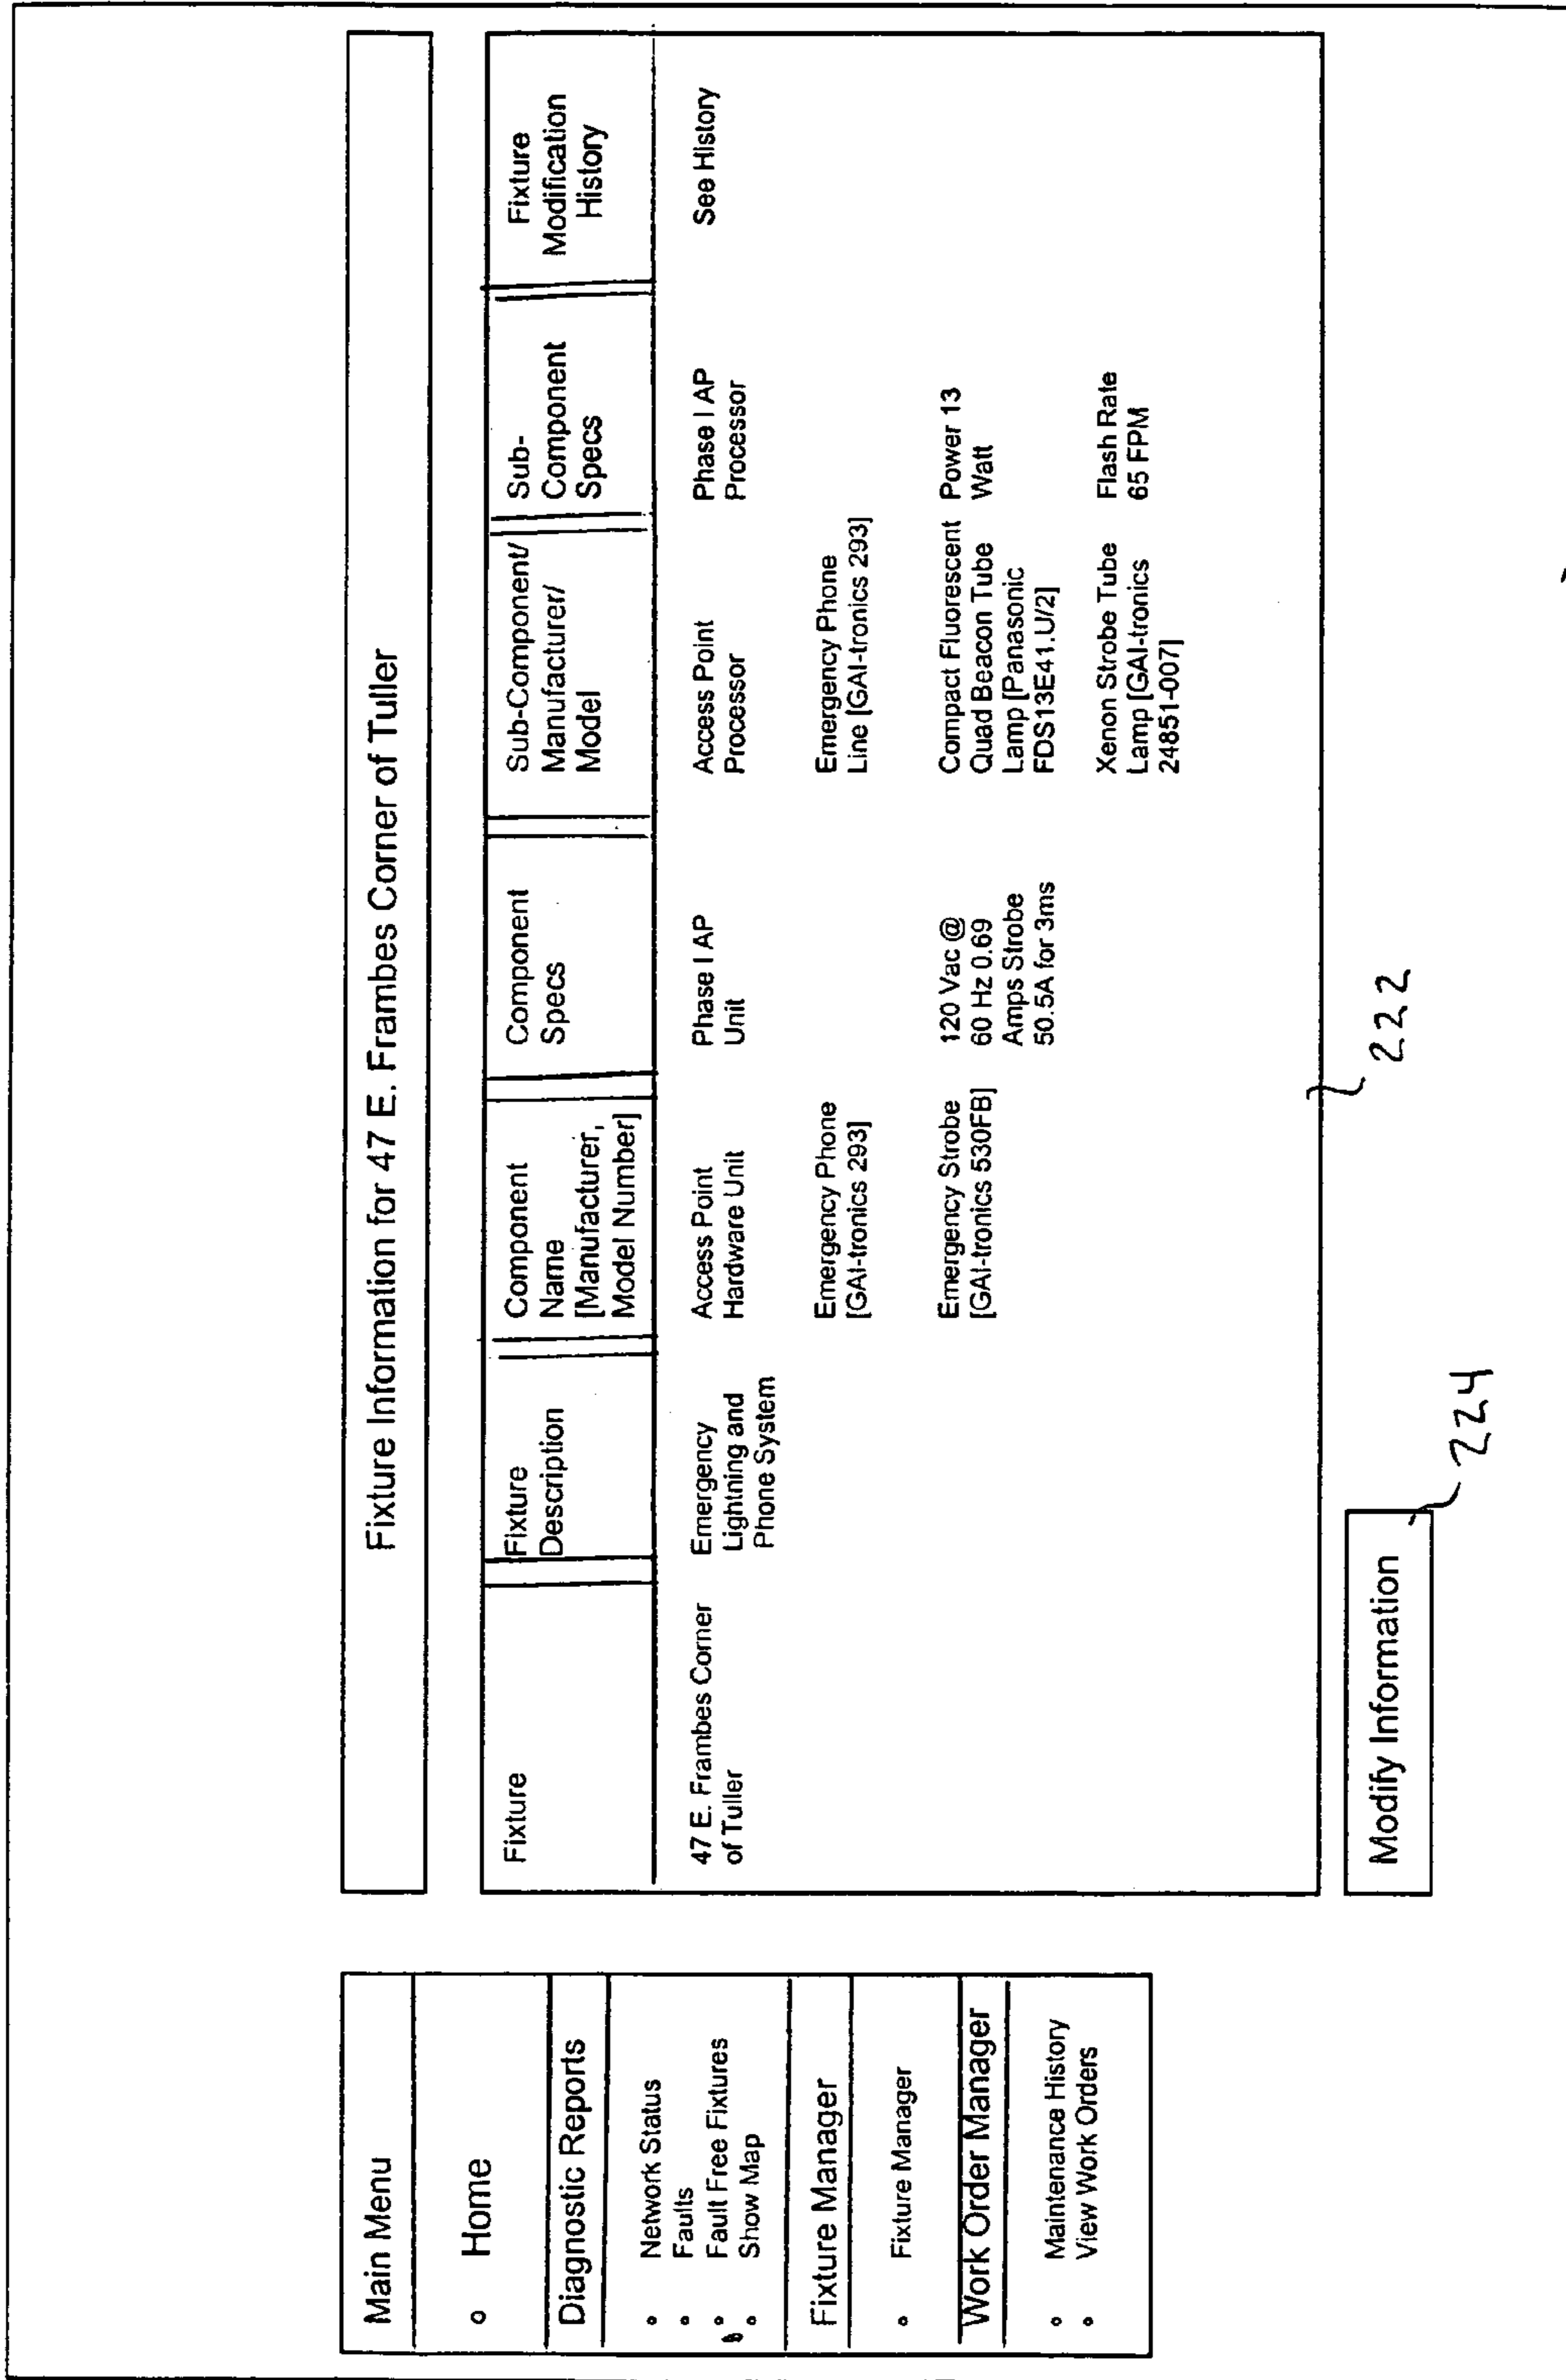 Fixture Information for 47 E. Frambes Corner of Tuller
Main Menu
Home
Diagnostic Reports
Network Status
Faults
Fault Free Fixtures
Show Map
Fixture Manager
Fixture Manager
Work Order Manager
Maintenance History
View Work Orders
Fixture
Fixture
Description
Component
Name
[Manufacturer,
Model Number]
Component
Specs
Sub-Component/
Manufacturer/
Model
Sub-
Component
Specs
Fixture
Modification
History
47 E. Frambes Corner
of Tuller
Emergency
Lightning and
Phone System
Access Point
Hardware Unit
Phase I AP
Unit
Access Point
Processor
Phase I AP
Processor
See History
Emergency Phone
[GAI-tronics 293]
Emergency Phone
Line [GAI-tronics 293]
Emergency Strobe
[GAI-tronics 530FB]
120 Vac @
60 Hz 0.69
Amps Strobe
50.5A for 3ms
Compact Fluorescent
Quad Beacon Tube
Lamp [Panasonic
FDS13E41.U/2]
Power 13
Watt
Xenon Strobe Tube
Lamp [GAI-tronics
24851-007]
Flash Rate
65 FPM
222
Modify Information
224